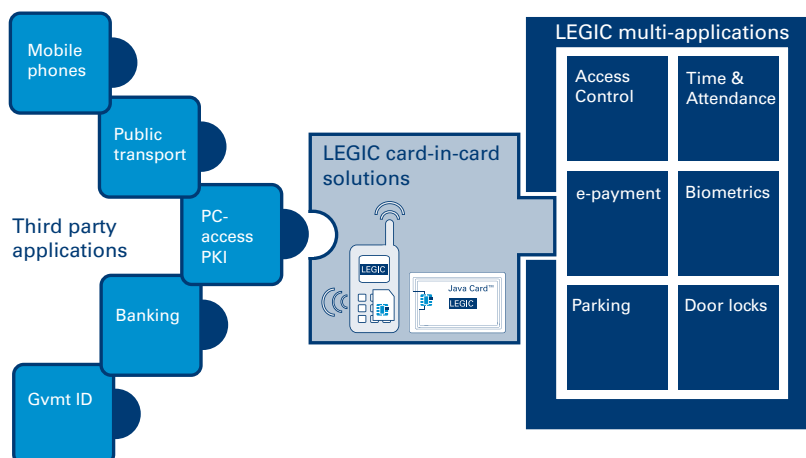 Mobile
phones
Public
transport
PC-
access
PKI
Third party
applications
Banking
Gvmt ID
LEGIC card-in-card
solutions
LEGIC
Java Card™
LEGIC
LEGIC multi-applications
Access
Control
Time &
Attendance
e-payment
Biometrics
Parking
Door locks